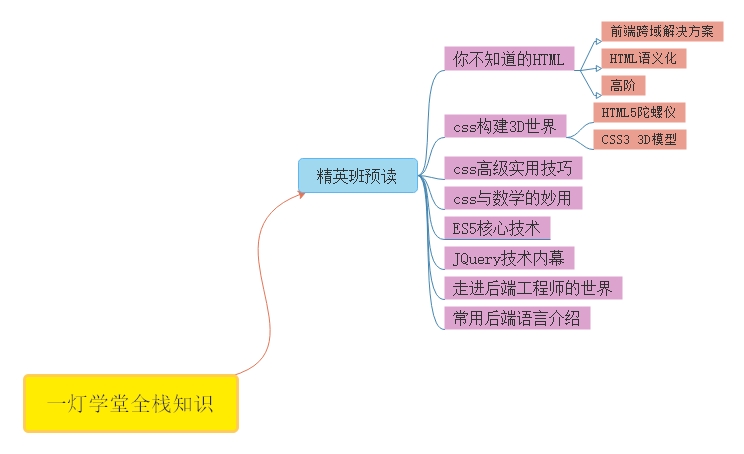 前端跨域解决方案
你不知道的HTML
HTML语义化
高阶
HTML5陀螺仪
css构建3D世界
CSS3 3D模型
css高级实用技巧
精英班预读
css与数学的妙用
ES5核心技术
JQuery技术内幕
走进后端工程师的世界
常用后端语言介绍
一灯学堂全栈知识